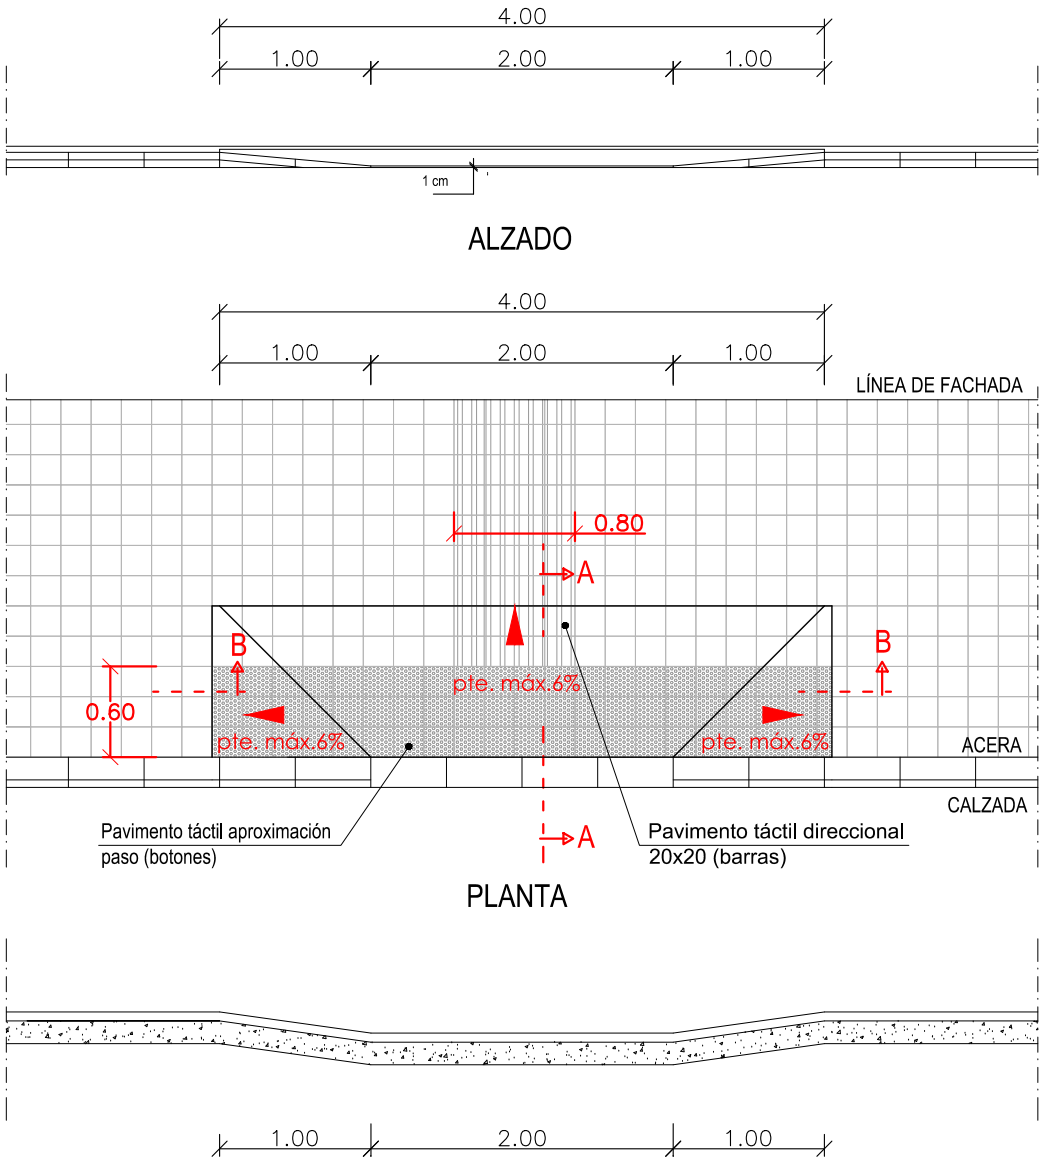 4.00
1.00 2.00 1.00
1 cm
ALZADO
4.00
1.00 2.00 1.00
LÍNEA DE FACHADA
0.80
A
B B
pte. máx.6%
0.60
pte. máx.6% pte. máx.6%
ACERA
CALZADA
Pavimento táctil aproximación
paso (botones)
A
Pavimento táctil direccional
20x20 (barras)
PLANTA
1.00 2.00 1.00